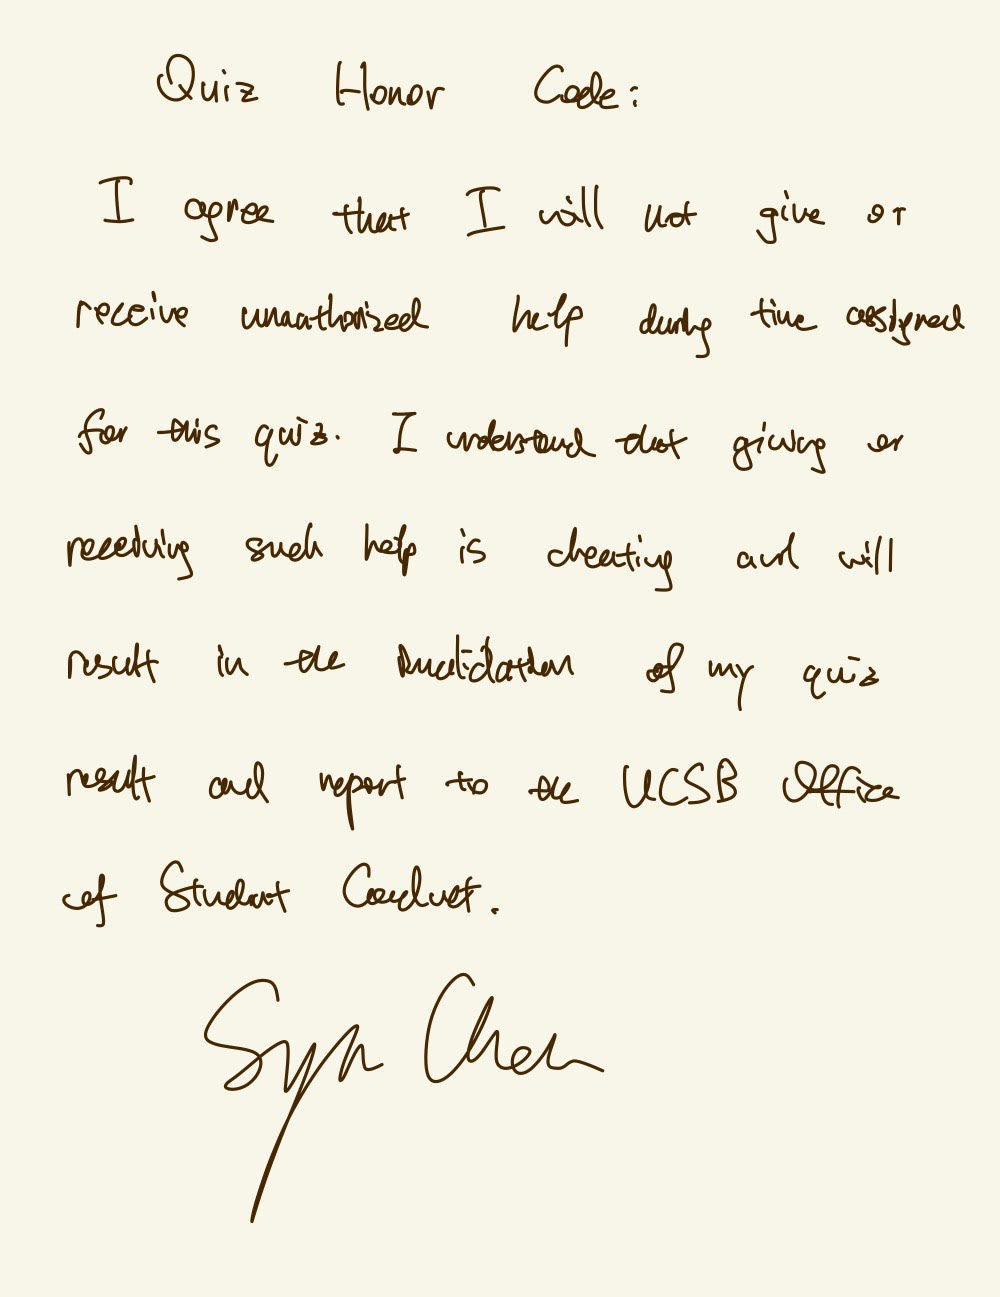 Quiz Honor Code:
I agree that I will not give or
receive unauthorized help during time assigned
for this quiz. I understand that giving or
receiving such help is cheating and will
result in the invalidation of my quiz
result and report to the UCSB Office
of Student Conduct.
Chen